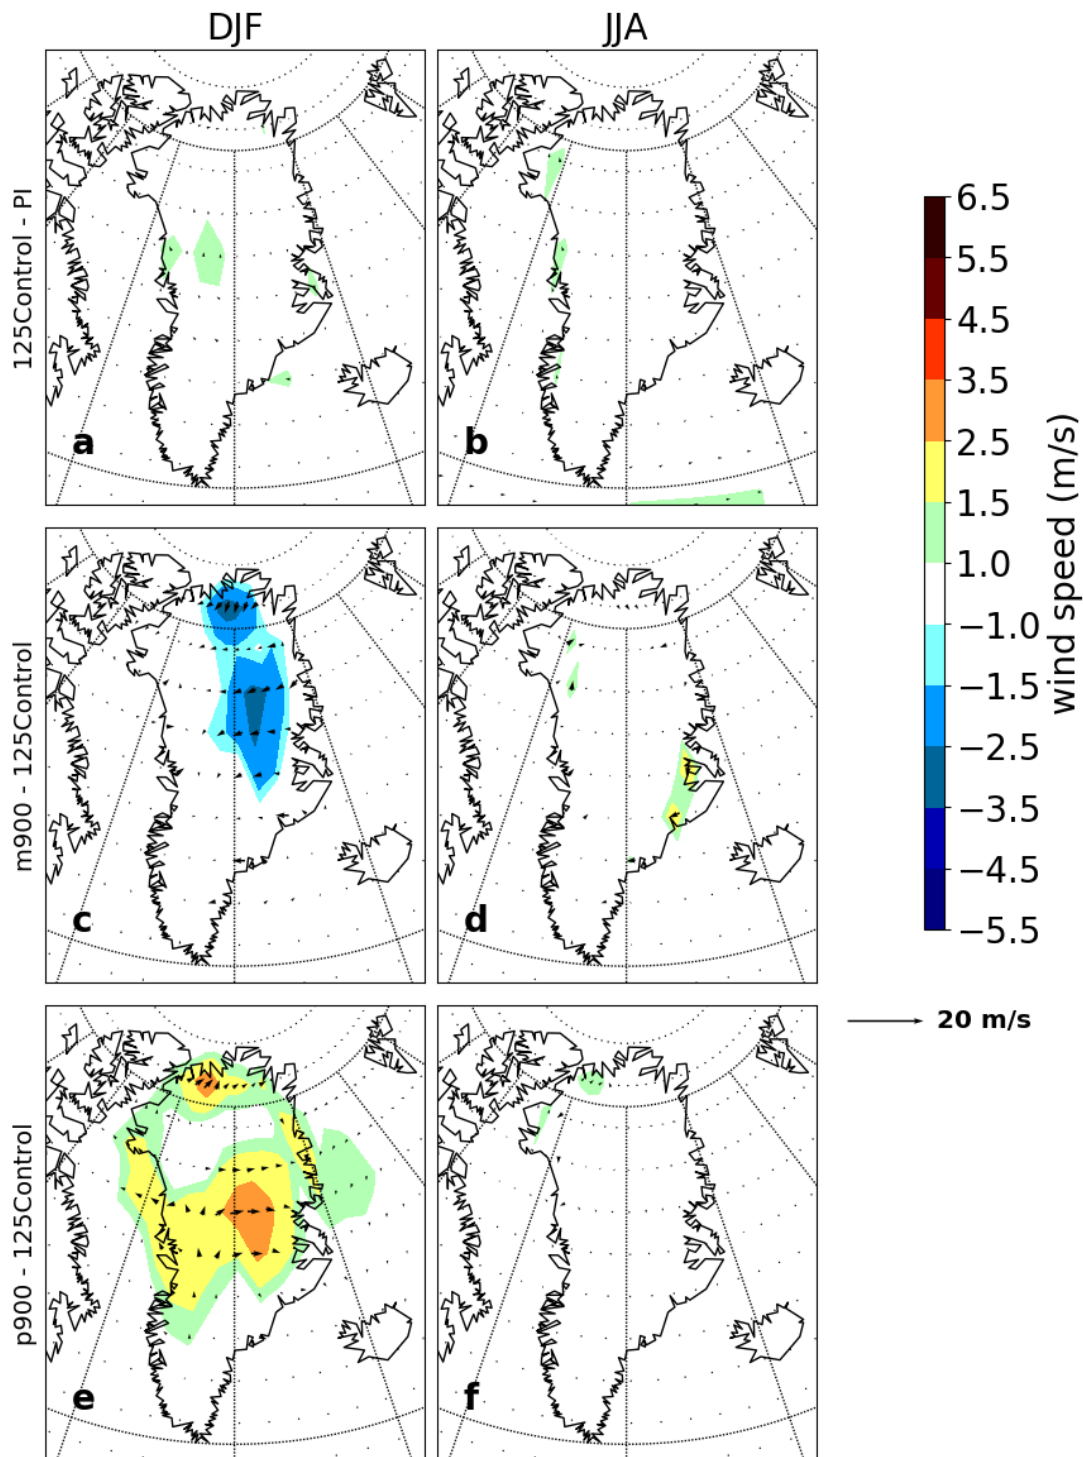 DJF
JJA
125Control - PI
a
b
m900 - 125Control
c
d
p900 - 125Control
e
f
6.5
5.5
4.5
3.5
2.5
1.5
1.0
−1.0
−1.5
−2.5
−3.5
−4.5
−5.5
wind speed (m/s)
20 m/s